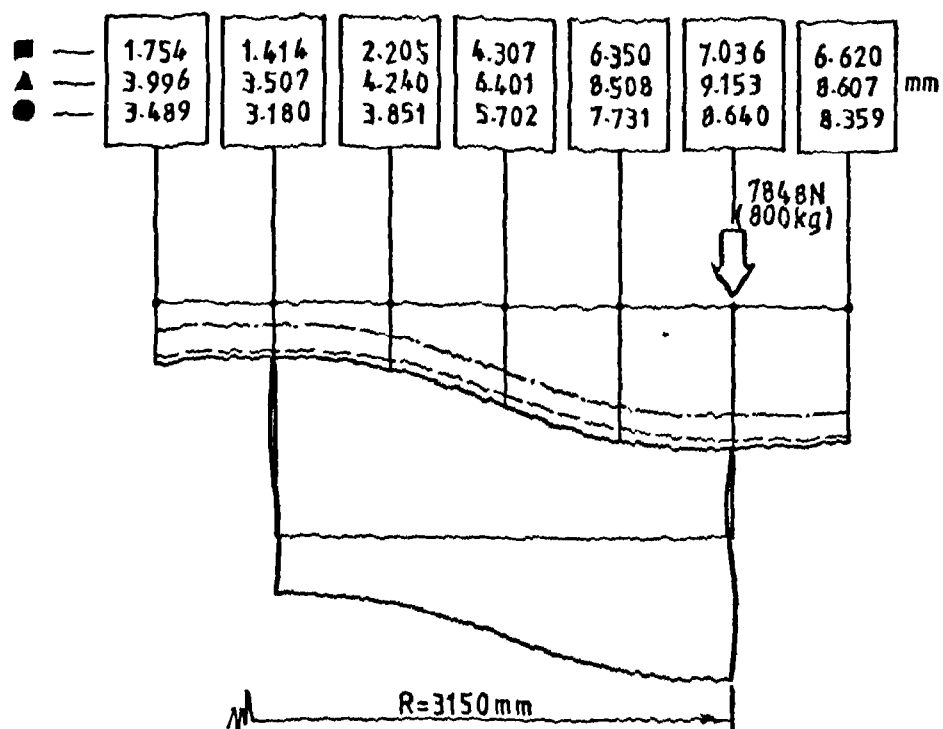 ■ — 1.754 1.414 2.205 4.307 6.350 7.036 6.620
▲ — 3.996 3.507 4.240 6.401 8.508 9.153 8.607 mm
● — 3.489 3.180 3.851 5.702 7.731 8.640 8.359
7848N
(800kg)
R=3150mm